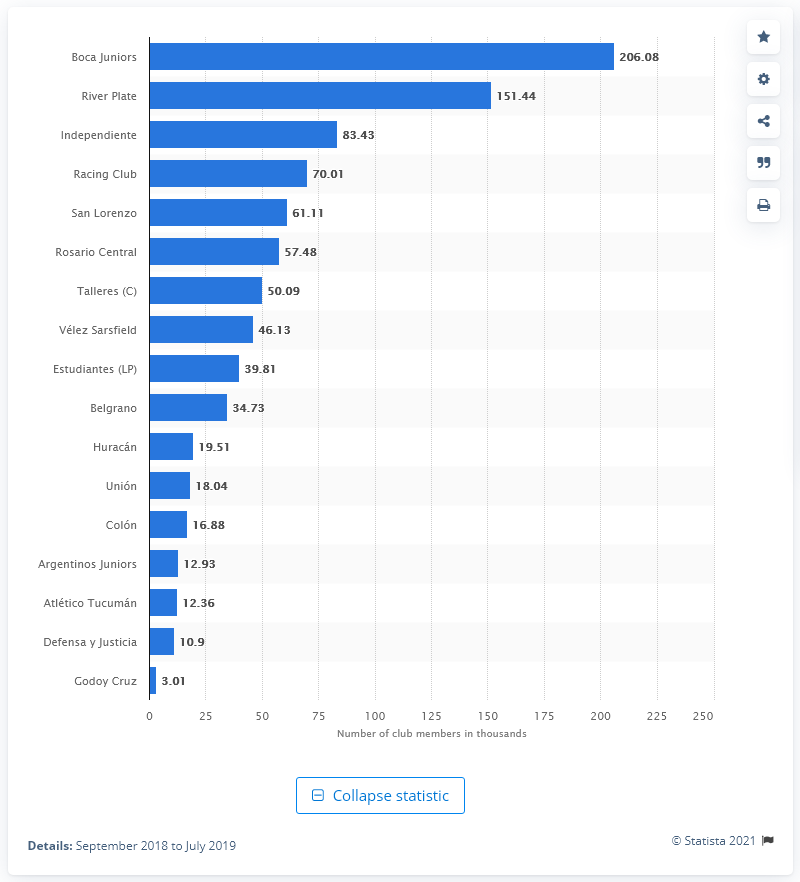 Boca Juniors 206.08
River Plate 151.44
Independiente 83.43
Racing Club 70.01
San Lorenzo 61.11
Rosario Central 57.48
Talleres (C) 50.09
Vélez Sarsfield 46.13
Estudiantes (LP) 39.81
Belgrano 34.73
Huracán 19.51
Unión 18.04
Colón 16.88
Argentinos Juniors 12.93
Atlético Tucumán 12.36
Defensa y Justicia 10.9
Godoy Cruz 3.01
0 25 50 75 100 125 150 175 200 225 250
Number of club members in thousands
Collapse statistic
Details: September 2018 to July 2019
© Statista 2021